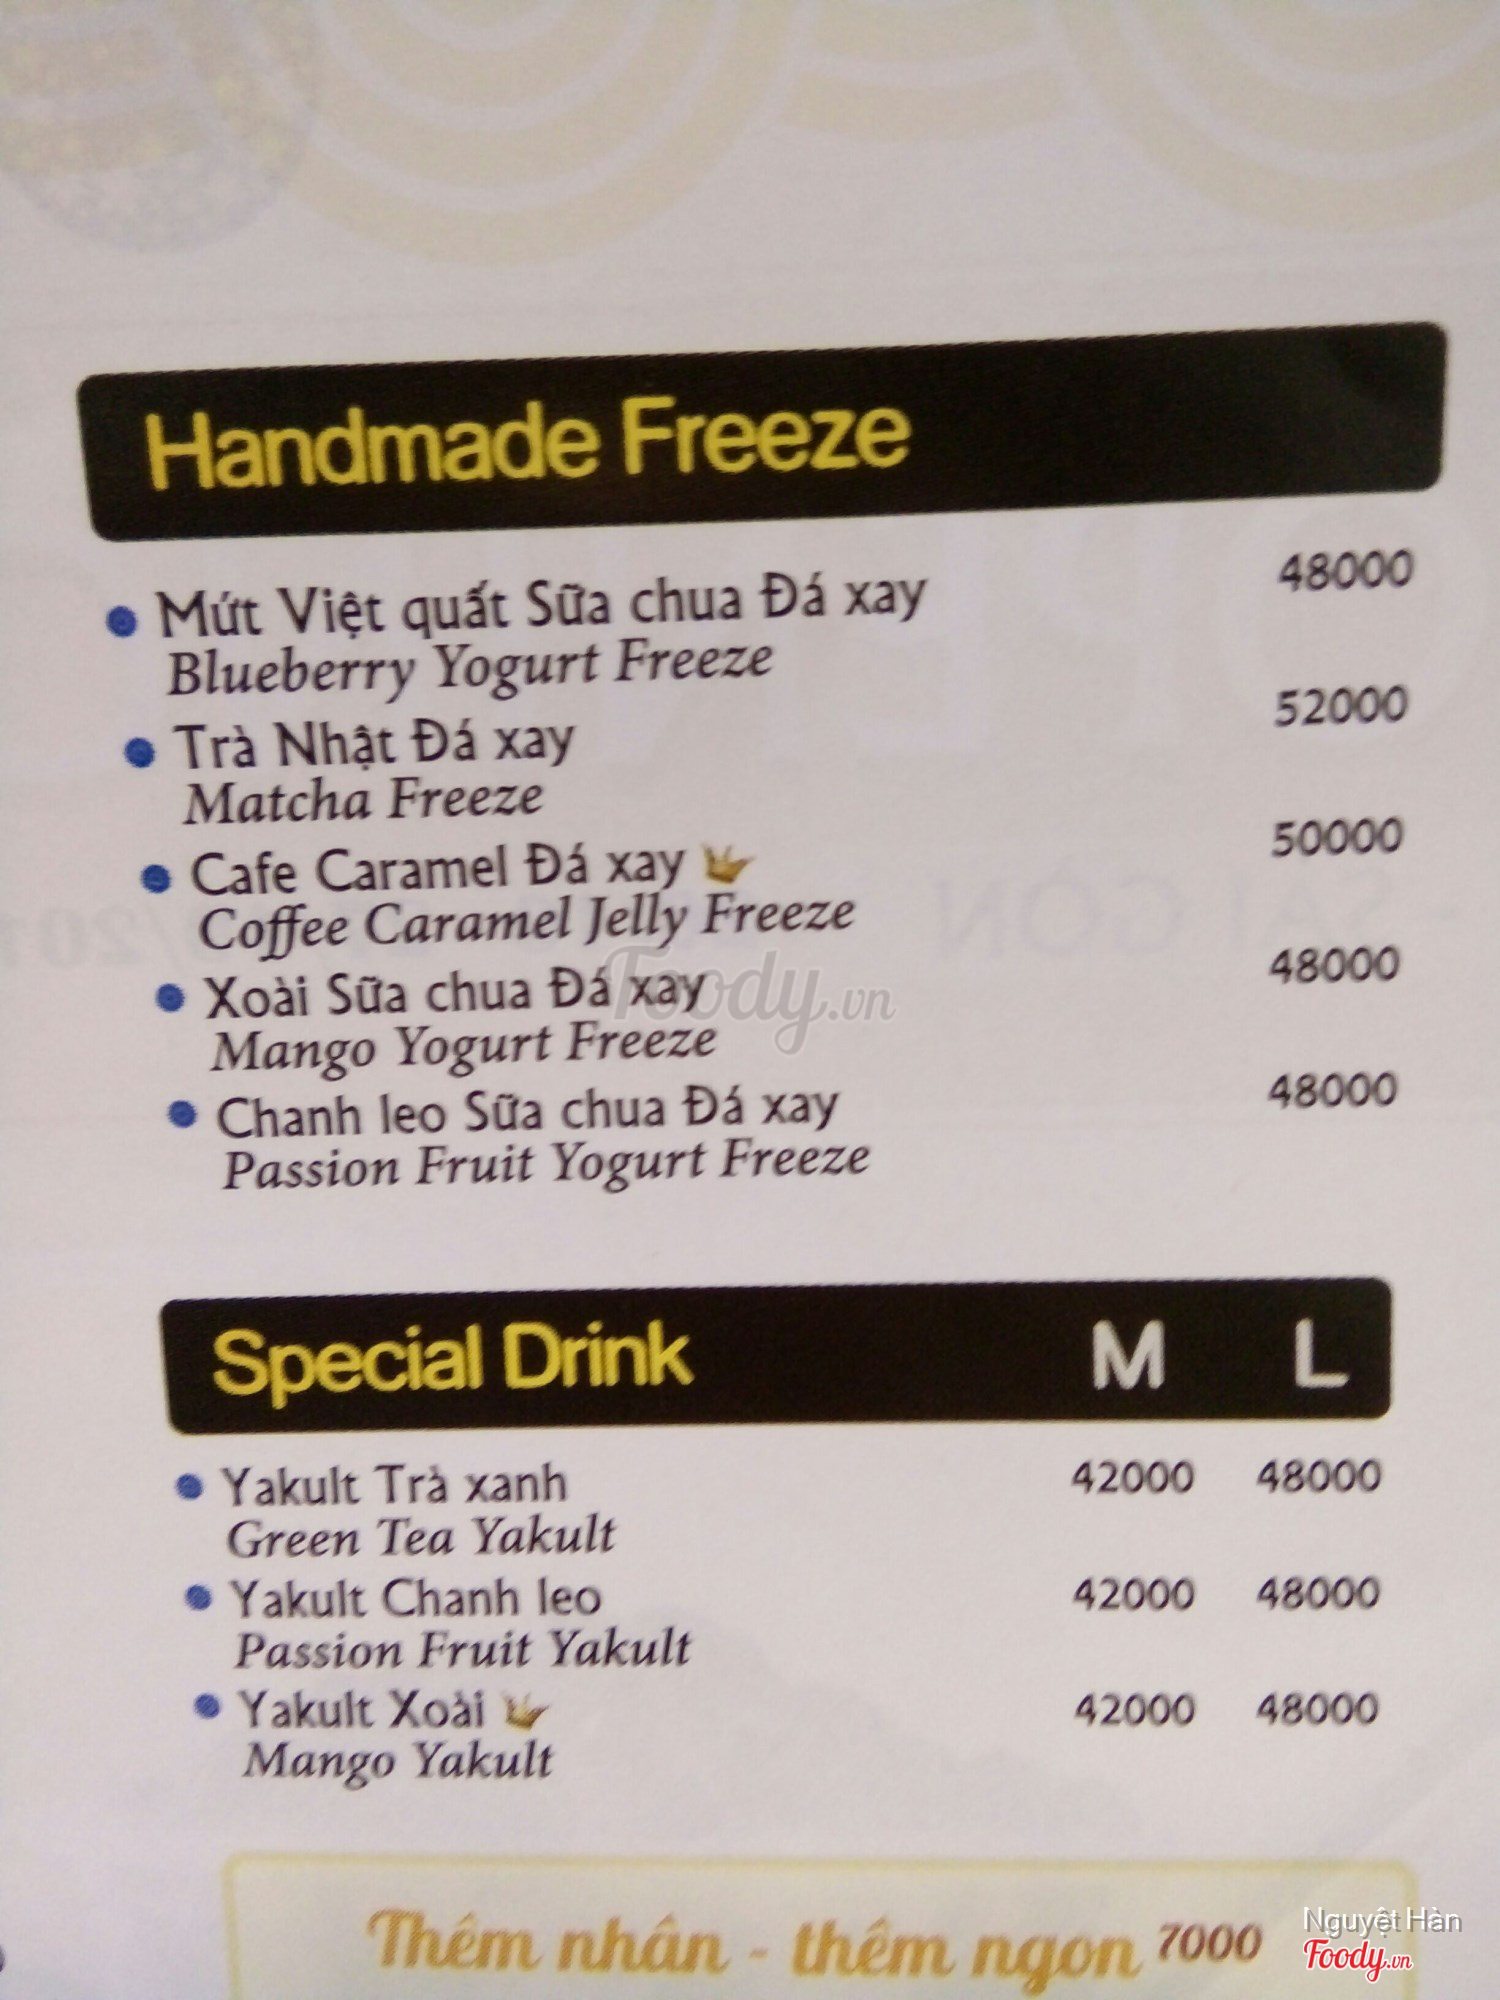 Handmade Freeze
Mứt Việt quất Sữa chua Đá xay 48000
Blueberry Yogurt Freeze
Trà Nhật Đá xay 52000
Matcha Freeze
Cafe Caramel Đá xay 50000
Coffee Caramel Jelly Freeze
Xoài Sữa chua Đá xay 48000
Mango Yogurt Freeze
Chanh leo Sữa chua Đá xay 48000
Passion Fruit Yogurt Freeze
Foody.vn
Special Drink M L
Yakult Trà xanh 42000 48000
Green Tea Yakult
Yakult Chanh leo 42000 48000
Passion Fruit Yakult
Yakult Xoài 42000 48000
Mango Yakult
Thêm nhân - thêm ngon 7000
Nguyệt Hàn
Foody.vn